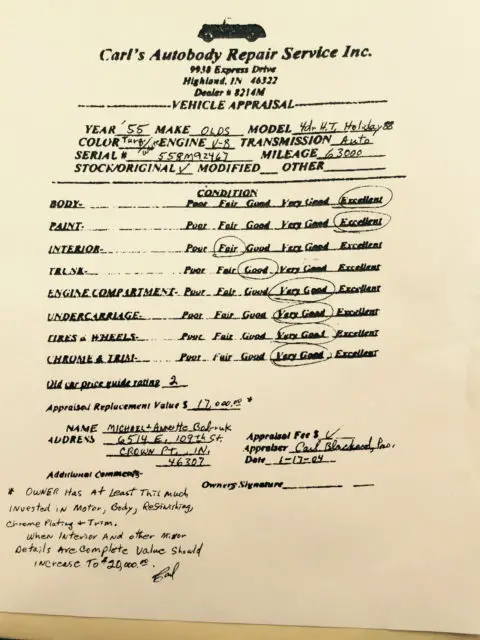 Carl's Autobody Repair Service Inc.
9938 Express Drive
Highland, IN 46322
Dealer # 8214M
VEHICLE APPRAISAL
YEAR '55 MAKE OLDS MODEL 4dr H.T. Holiday 88
COLOR ENGINE V-8 TRANSMISSION Auto
SERIAL # 558M92467 MILEAGE 63000
STOCK/ORIGINAL ✓ MODIFIED OTHER
CONDITION
BODY- Poor Fair Good Very Good Excellent
PAINT- Poor Fair Good Very Good Excellent
INTERIOR- Poor Fair Good Very Good Excellent
TRUNK- Poor Fair Good Very Good Excellent
ENGINE COMPARTMENT- Poor Fair Good Very Good Excellent
UNDERCARRIAGE- Poor Fair Good Very Good Excellent
TIRES & WHEELS- Poor Fair Good Very Good Excellent
CHROME & TRIM- Poor Fair Good Very Good Excellent
Old car price guide rating 2
Appraisal Replacement Value $ 17,000.00 *
NAME MICHAEL + ANNETTE
ADDRESS 6514 E. 109th St.
CROWN PT., IN.
46307
Appraisal Fee $ ✓
Appraiser Carl Blanchard, Pres.
Date 1-17-04
Additional Comments-
Owners Signature
* OWNER Has At Least This Much
Invested in Motor, Body, Refinishing,
Chrome Plating + Trim.
When Interior And other Minor
Details Are Complete Value Should
INCREASE TO $20,000.00
Carl